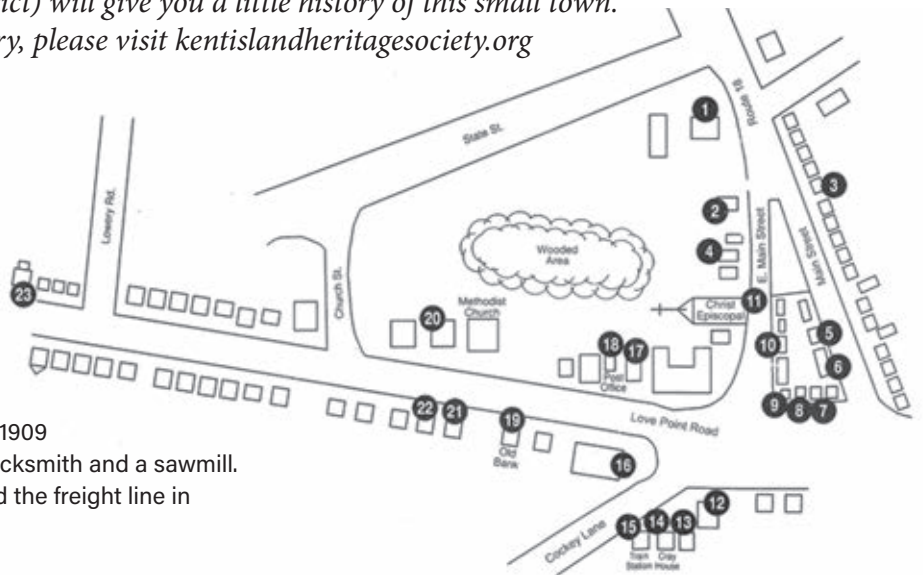 ict) will give you a little history of this small town.
ry, please visit kentislandheritagesociety.org
State St.
Route 18
Lowery Rd.
Church St.
Wooded
Area
Methodist
Church
E. Main Street
Main Street
Christ
Episcopal
Post
Office
Love Point Road
Old
Bank
Cockey Lane
Train
Station
Cray
House
1
2
3
4
5
6
7
8
9
10
11
12
13
14
15
16
17
18
19
20
21
22
23
1909
cksmith and a sawmill.
d the freight line in